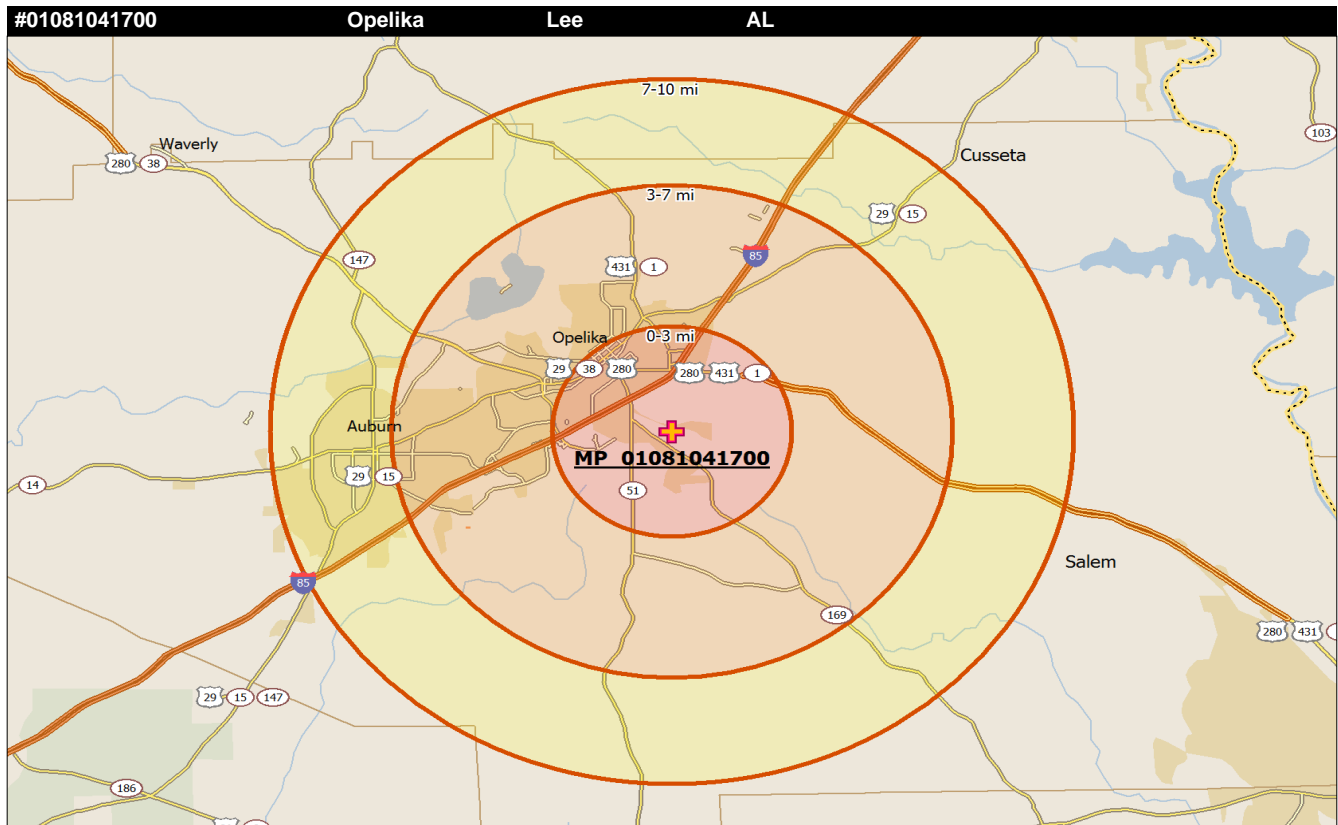 #01081041700 Opelika Lee AL
7-10 mi
103
Waverly
280 38
Cusseta
3-7 mi
29 15
147
85
431 1
Opelika
0-3 mi
29 38 280
280 431 1
Auburn
MP 01081041700
29 15
14
51
Salem
85
169
280 431
29 15 147
186